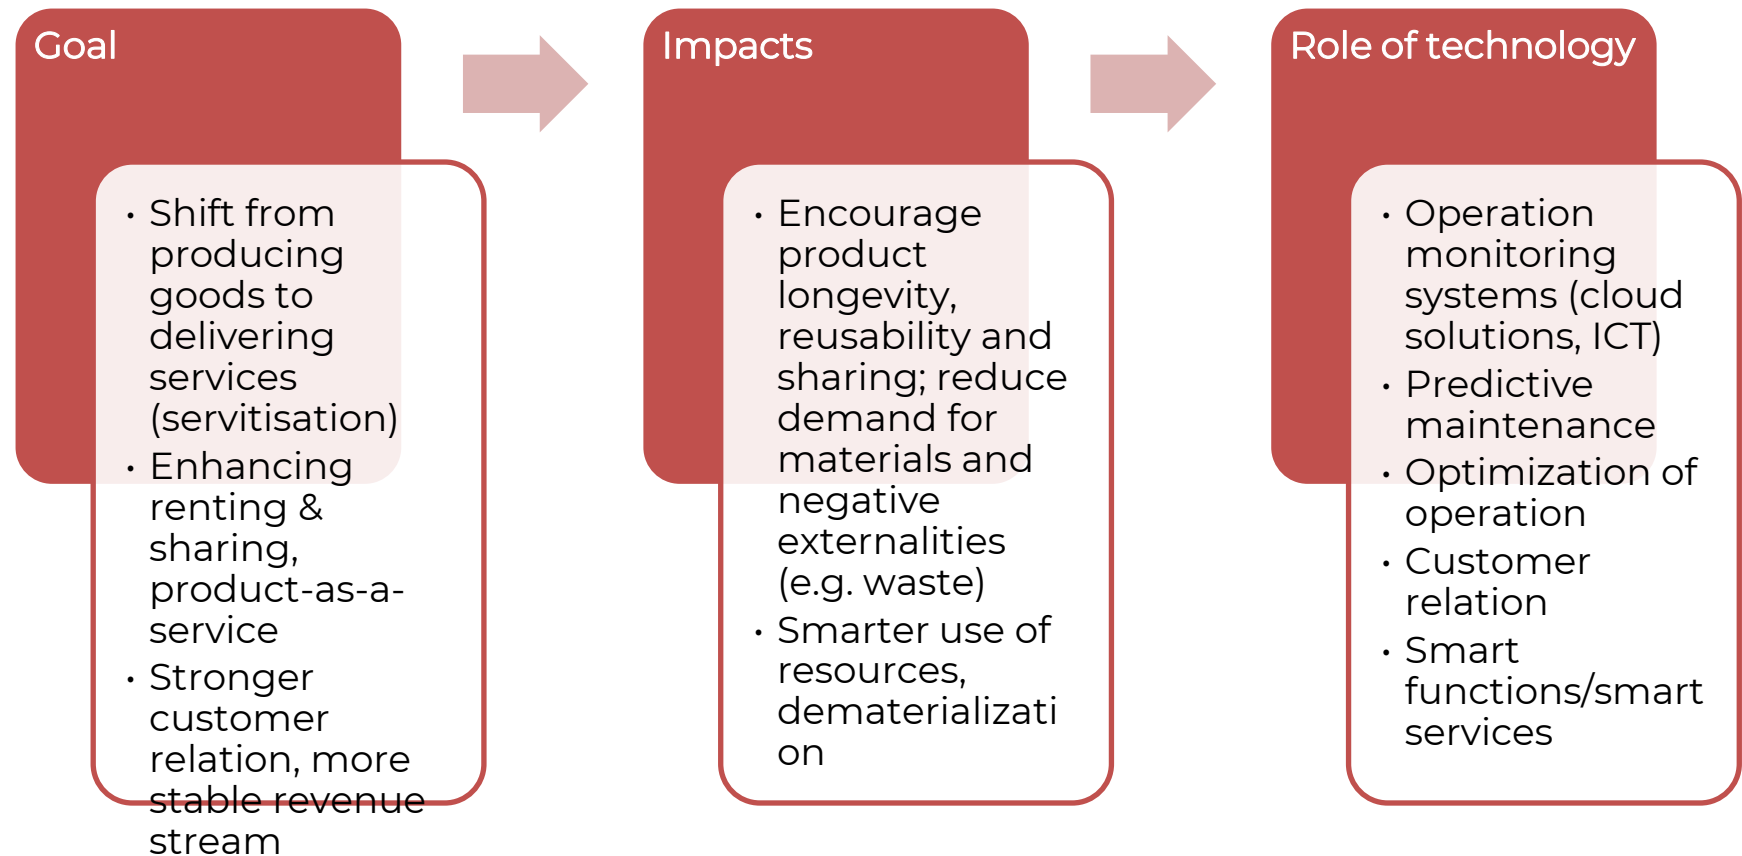 Goal
• Shift from
producing
goods to
delivering
services
(servitisation)
• Enhancing
renting &
sharing,
product-as-a-
service
• Stronger
customer
relation, more
stable revenue
stream
Impacts
• Encourage
product
longevity,
reusability and
sharing; reduce
demand for
materials and
negative
externalities
(e.g. waste)
• Smarter use of
resources,
dematerializati
on
Role of technology
• Operation
monitoring
systems (cloud
solutions, ICT)
• Predictive
maintenance
• Optimization of
operation
• Customer
relation
• Smart
functions/smart
services